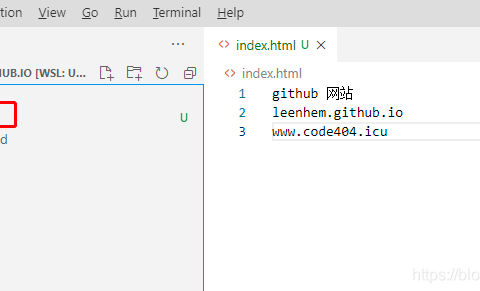 tion View Go Run Terminal Help
index.html U
HUB.IO [WSL: U...
index.html
U
d
1 github 网站
2 leenhem.github.io
3 www.code404.icu
https://blo